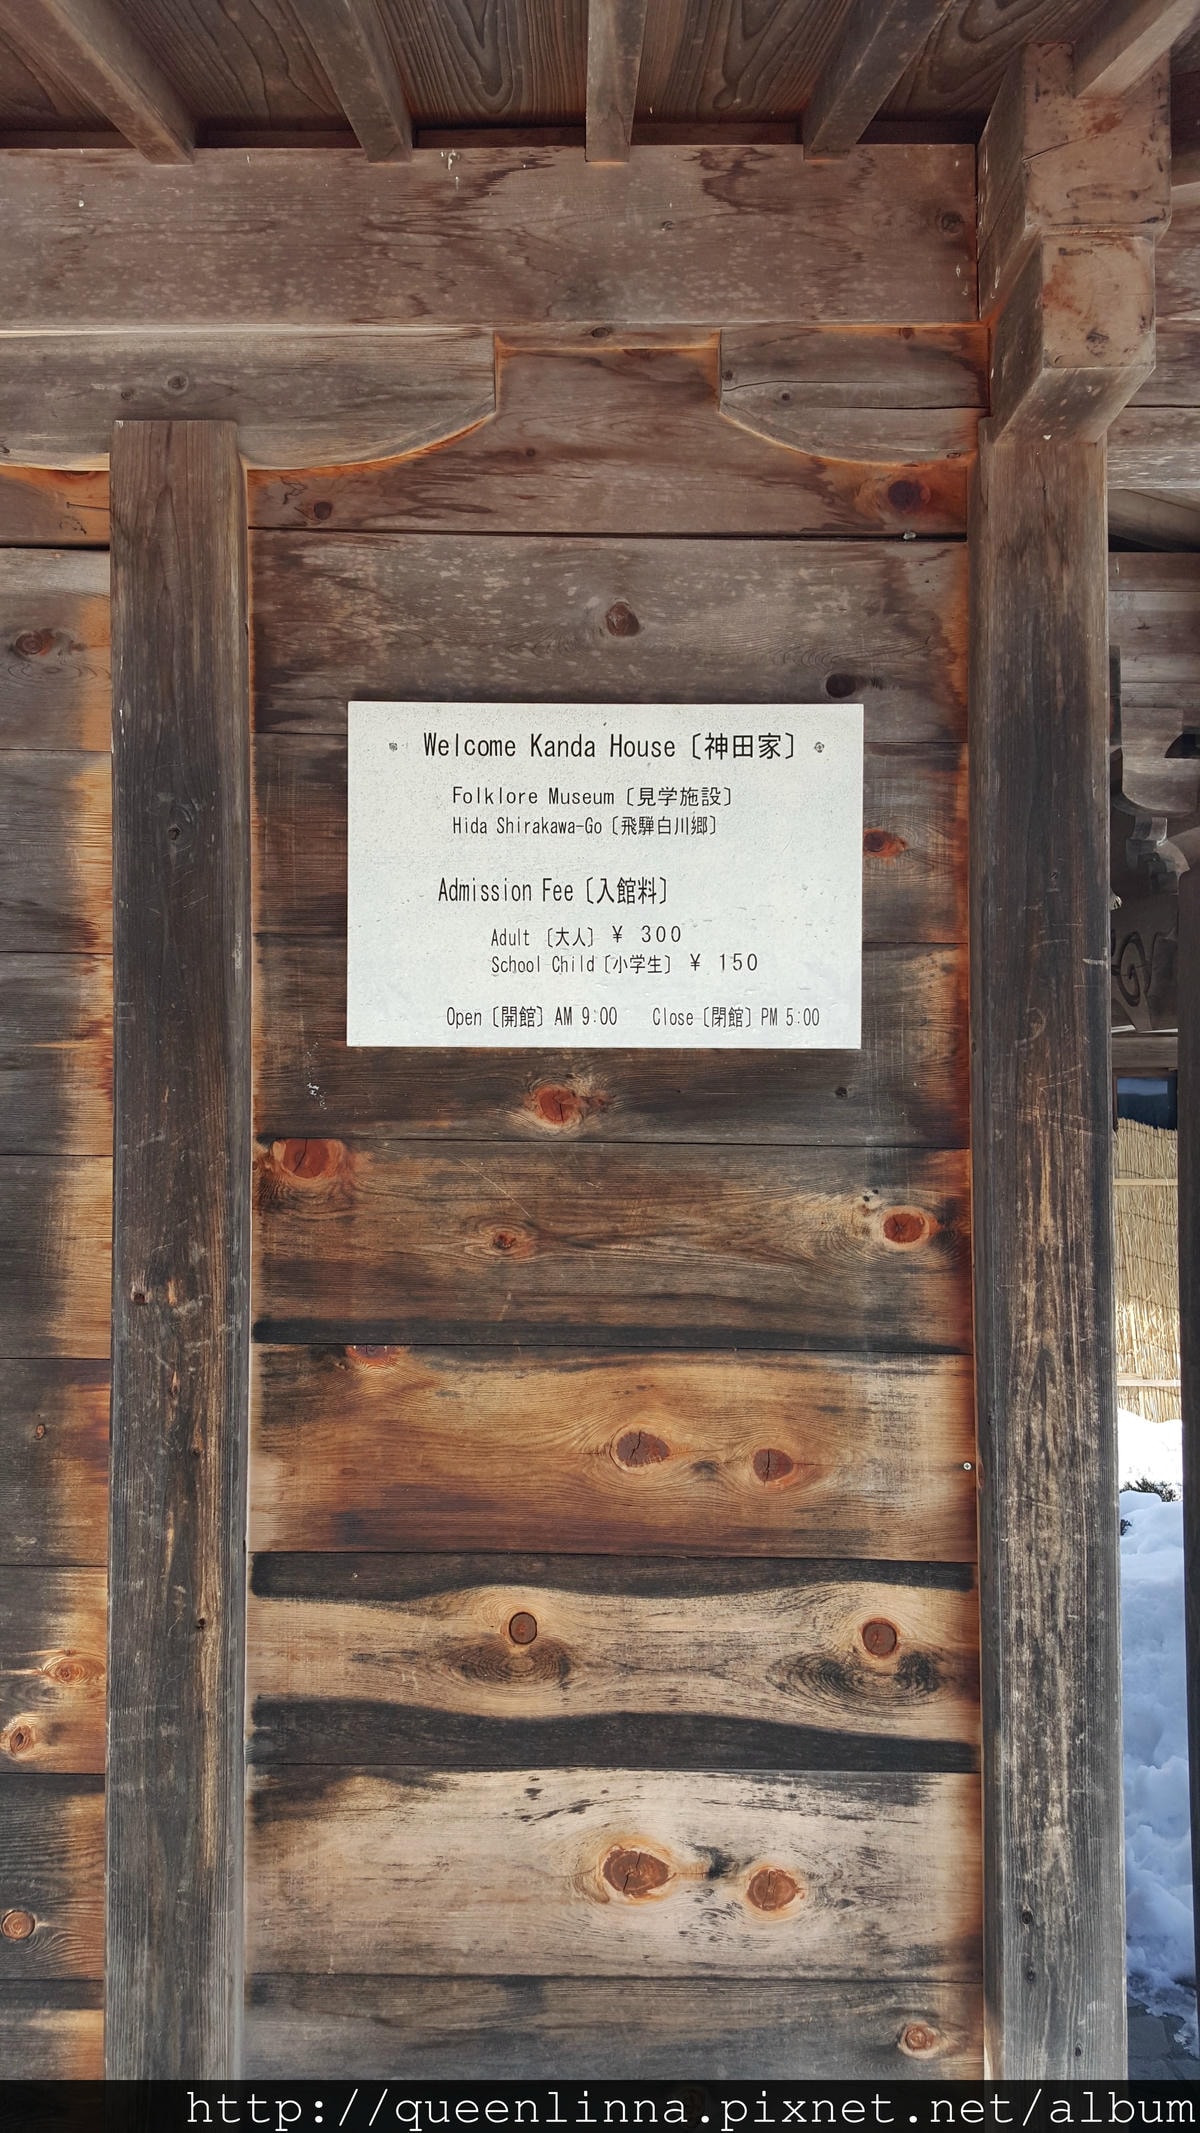 Welcome Kanda House〔神田家〕
Folklore Museum〔見学施設〕
Hida Shirakawa-Go〔飛騨白川郷〕
Admission Fee〔入館料〕
Adult 〔大人〕 ¥ 300
School Child〔小学生〕 ¥ 150
Open〔開館〕AM 9:00 Close〔閉館〕PM 5:00
http://queenlinna.pixnet.net/album